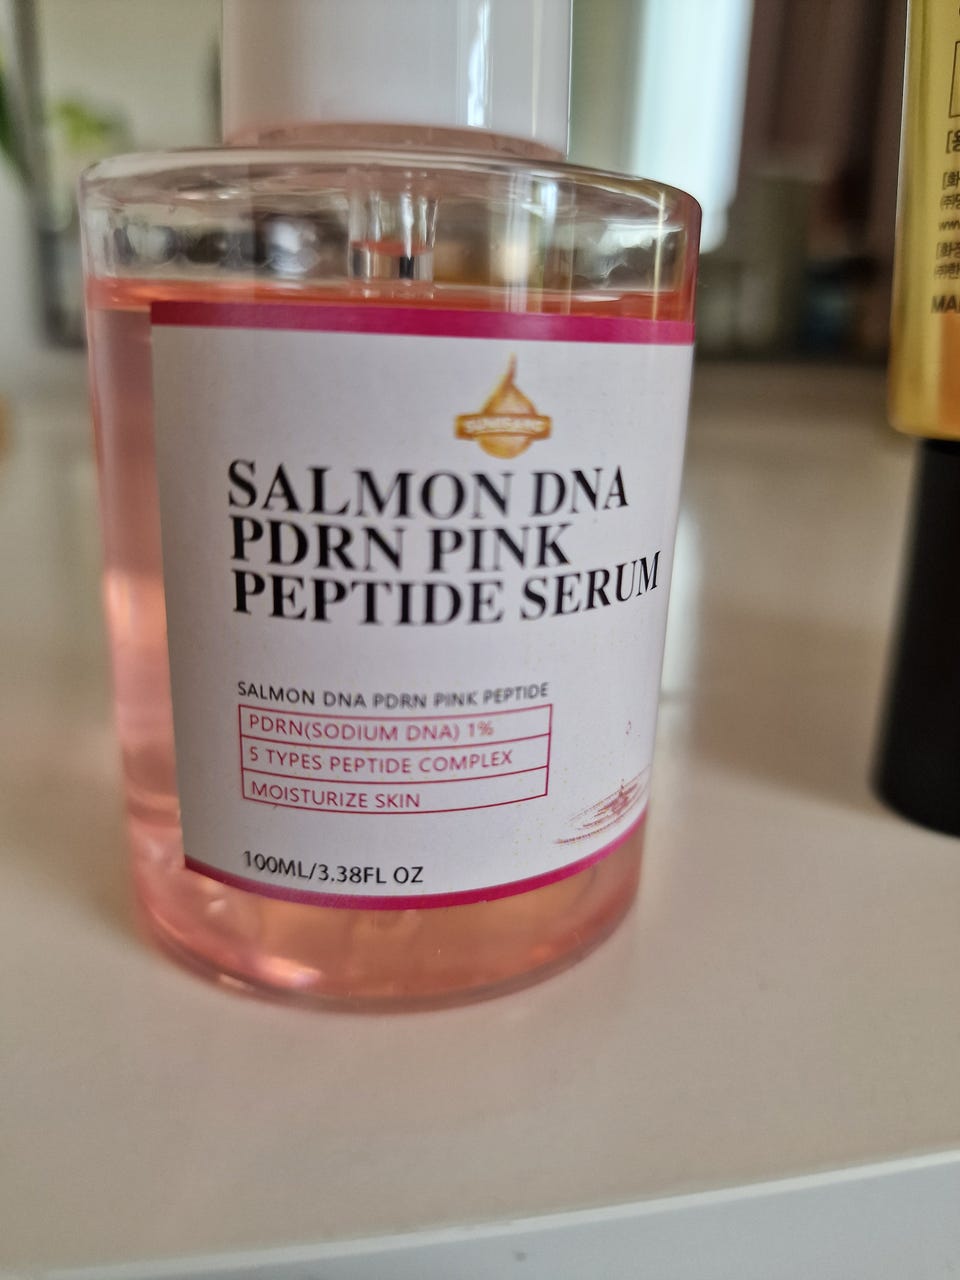 SALMON DNA
PDRN PINK
PEPTIDE SERUM
SALMON DNA PDRN PINK PEPTIDE
PDRN(SODIUM DNA) 1%
5 TYPES PEPTIDE COMPLEX
MOISTURIZE SKIN
100ML/3.38FL OZ